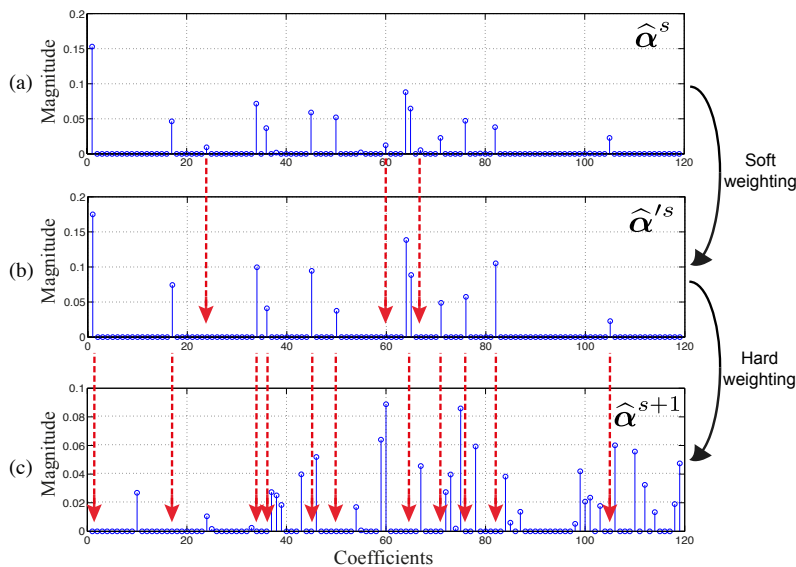 0.2
0.15
0.1
0.05
0
(a)
Magnitude
α̂^s
0 20 40 60 80 100 120
Soft
weighting
0.2
0.15
0.1
0.05
0
(b)
Magnitude
α̂'^s
0 20 40 60 80 100 120
Hard
weighting
0.1
0.08
0.06
0.04
0.02
0
(c)
Magnitude
α̂^{s+1}
0 20 40 60 80 100 120
Coefficients